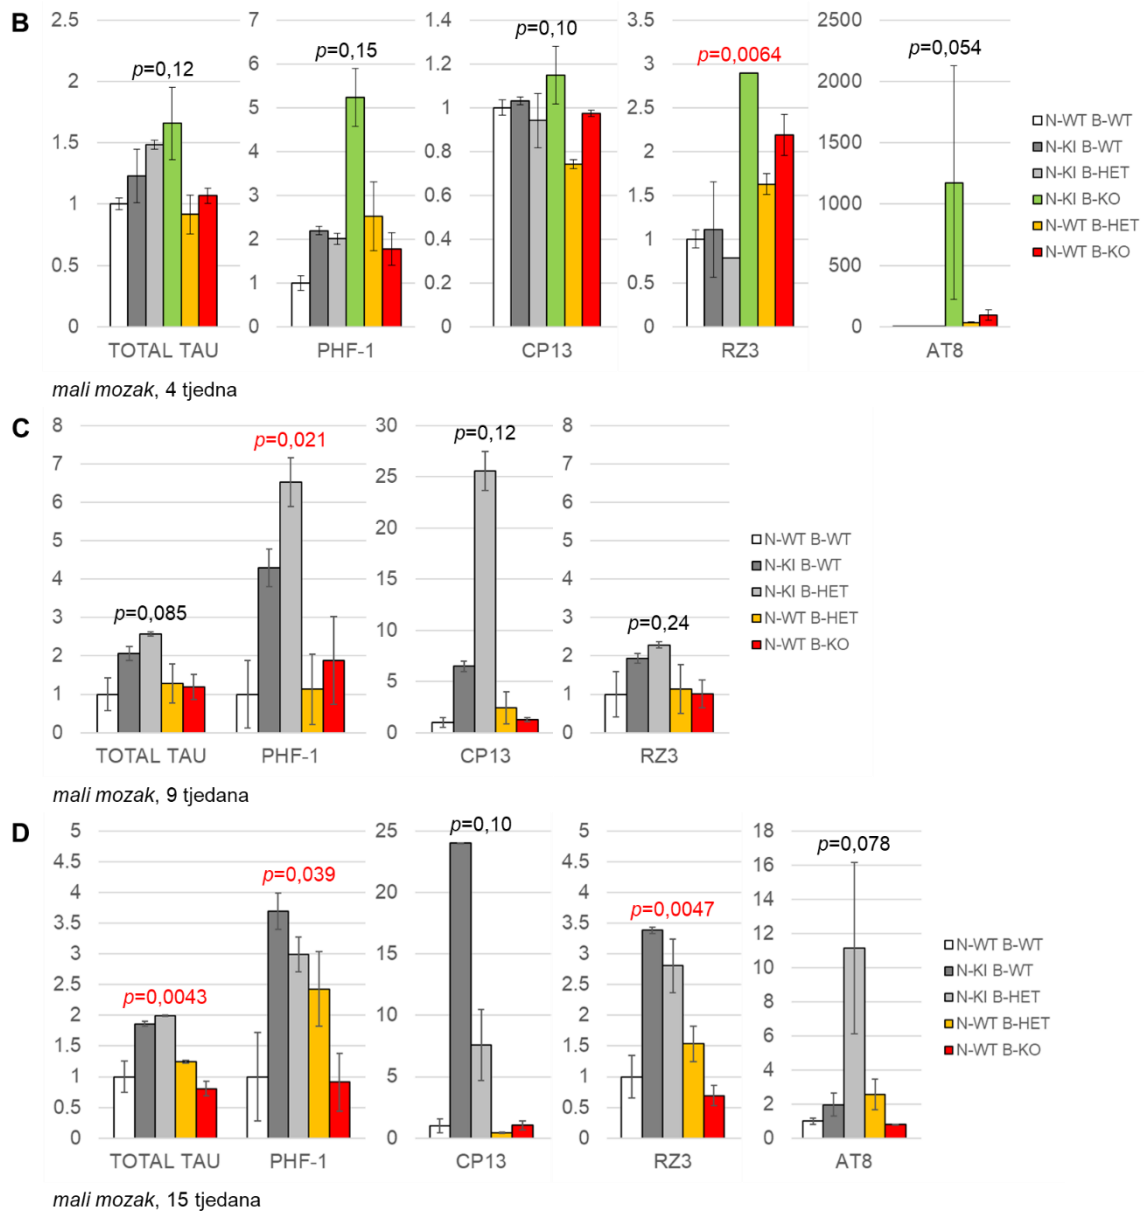 B
2.5
2
1.5
1
0.5
0
p=0,12
TOTAL TAU
7
6
5
4
3
2
1
0
p=0,15
PHF-1
1.4
1.2
1
0.8
0.6
0.4
0.2
0
p=0,10
CP13
3.5
3
2.5
2
1.5
1
0.5
0
p=0,0064
RZ3
2500
2000
1500
1000
500
0
p=0,054
AT8
N-WT B-WT
N-KI B-WT
N-KI B-HET
N-KI B-KO
N-WT B-HET
N-WT B-KO
mali mozak, 4 tjedna
C
8
7
6
5
4
3
2
1
0
p=0,085
TOTAL TAU
p=0,021
PHF-1
30
25
20
15
10
5
0
p=0,12
CP13
8
7
6
5
4
3
2
1
0
p=0,24
RZ3
N-WT B-WT
N-KI B-WT
N-KI B-HET
N-WT B-HET
N-WT B-KO
mali mozak, 9 tjedana
D
5
4.5
4
3.5
3
2.5
2
1.5
1
0.5
0
p=0,0043
TOTAL TAU
p=0,039
PHF-1
25
20
15
10
5
0
p=0,10
CP13
5
4.5
4
3.5
3
2.5
2
1.5
1
0.5
0
p=0,0047
RZ3
18
16
14
12
10
8
6
4
2
0
p=0,078
AT8
N-WT B-WT
N-KI B-WT
N-KI B-HET
N-WT B-HET
N-WT B-KO
mali mozak, 15 tjedana